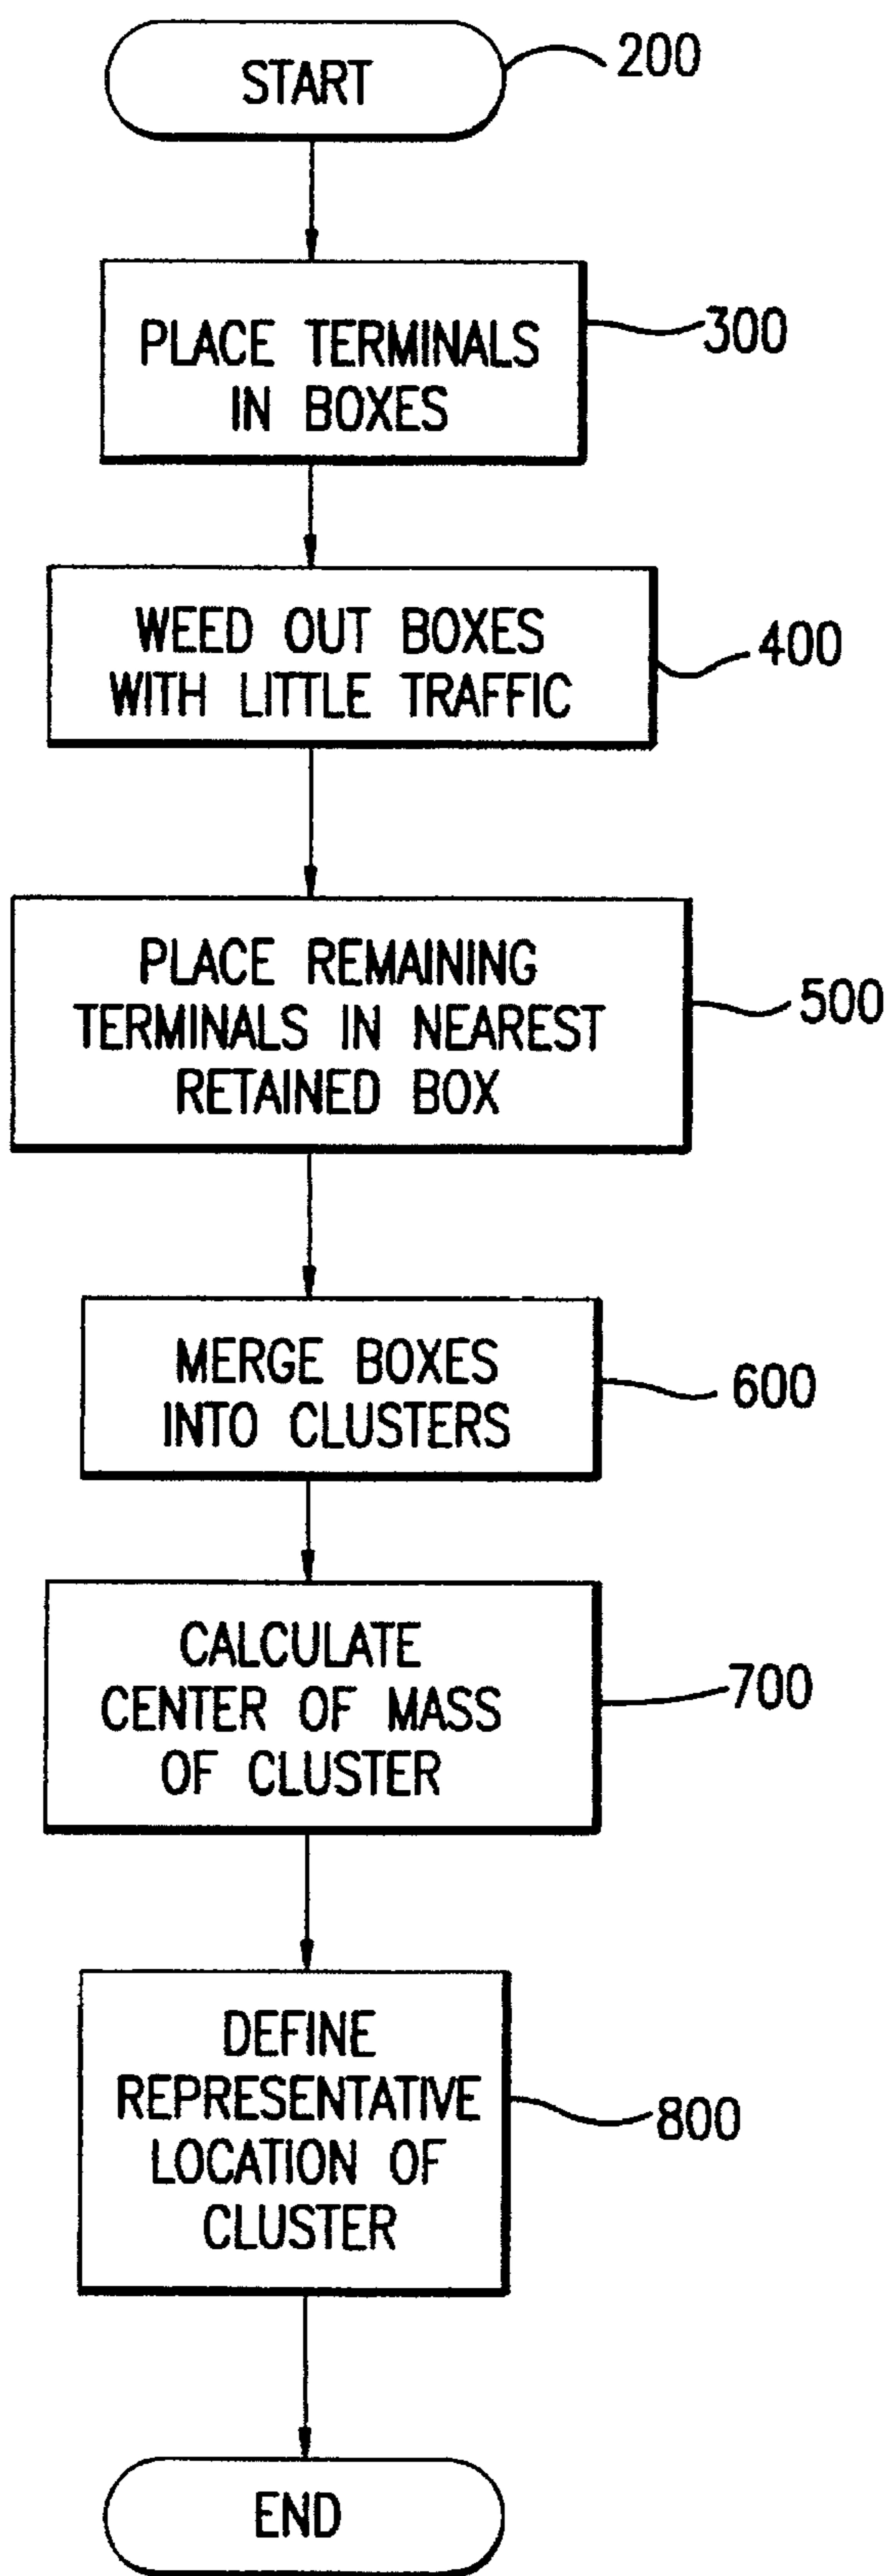 START
200
PLACE TERMINALS
IN BOXES
300
WEED OUT BOXES
WITH LITTLE TRAFFIC
400
PLACE REMAINING
TERMINALS IN NEAREST
RETAINED BOX
500
MERGE BOXES
INTO CLUSTERS
600
CALCULATE
CENTER OF MASS
OF CLUSTER
700
DEFINE
REPRESENTATIVE
LOCATION OF
CLUSTER
800
END